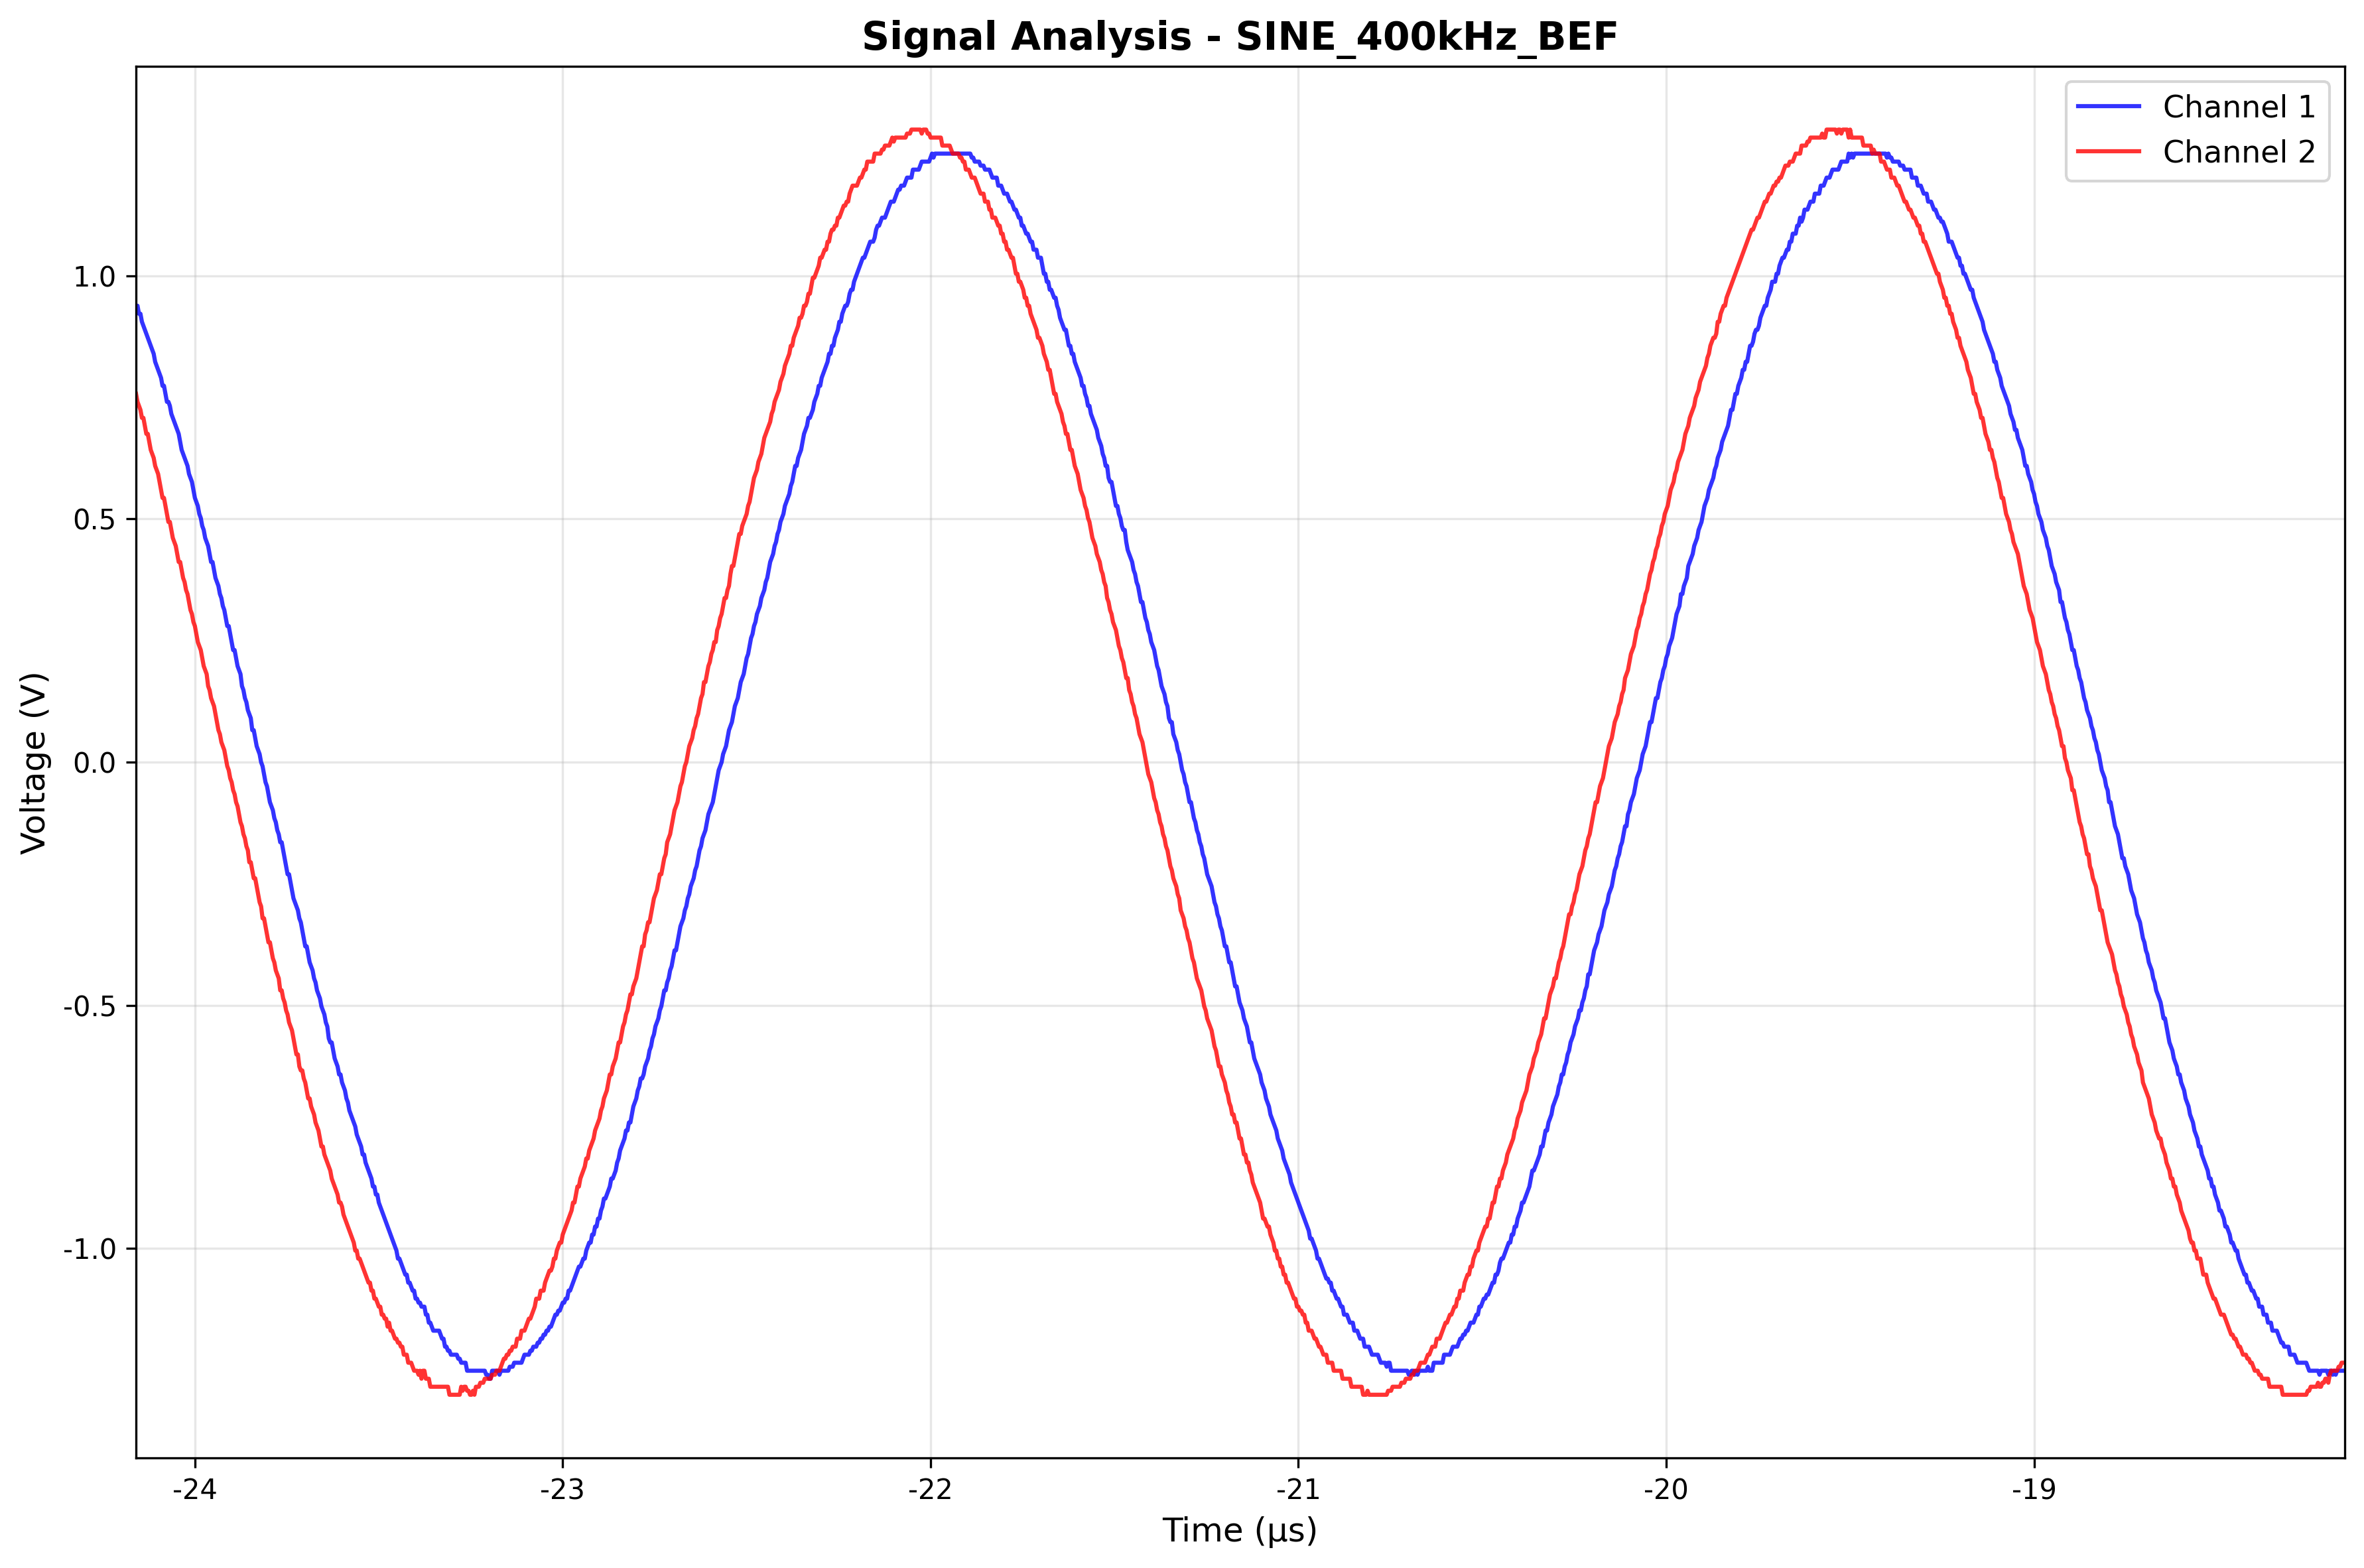 Signal Analysis - SINE_400kHz_BEF
Channel 1
Channel 2
Voltage (V)
1.0
0.5
0.0
-0.5
-1.0
-24
-23
-22
-21
-20
-19
Time (µs)